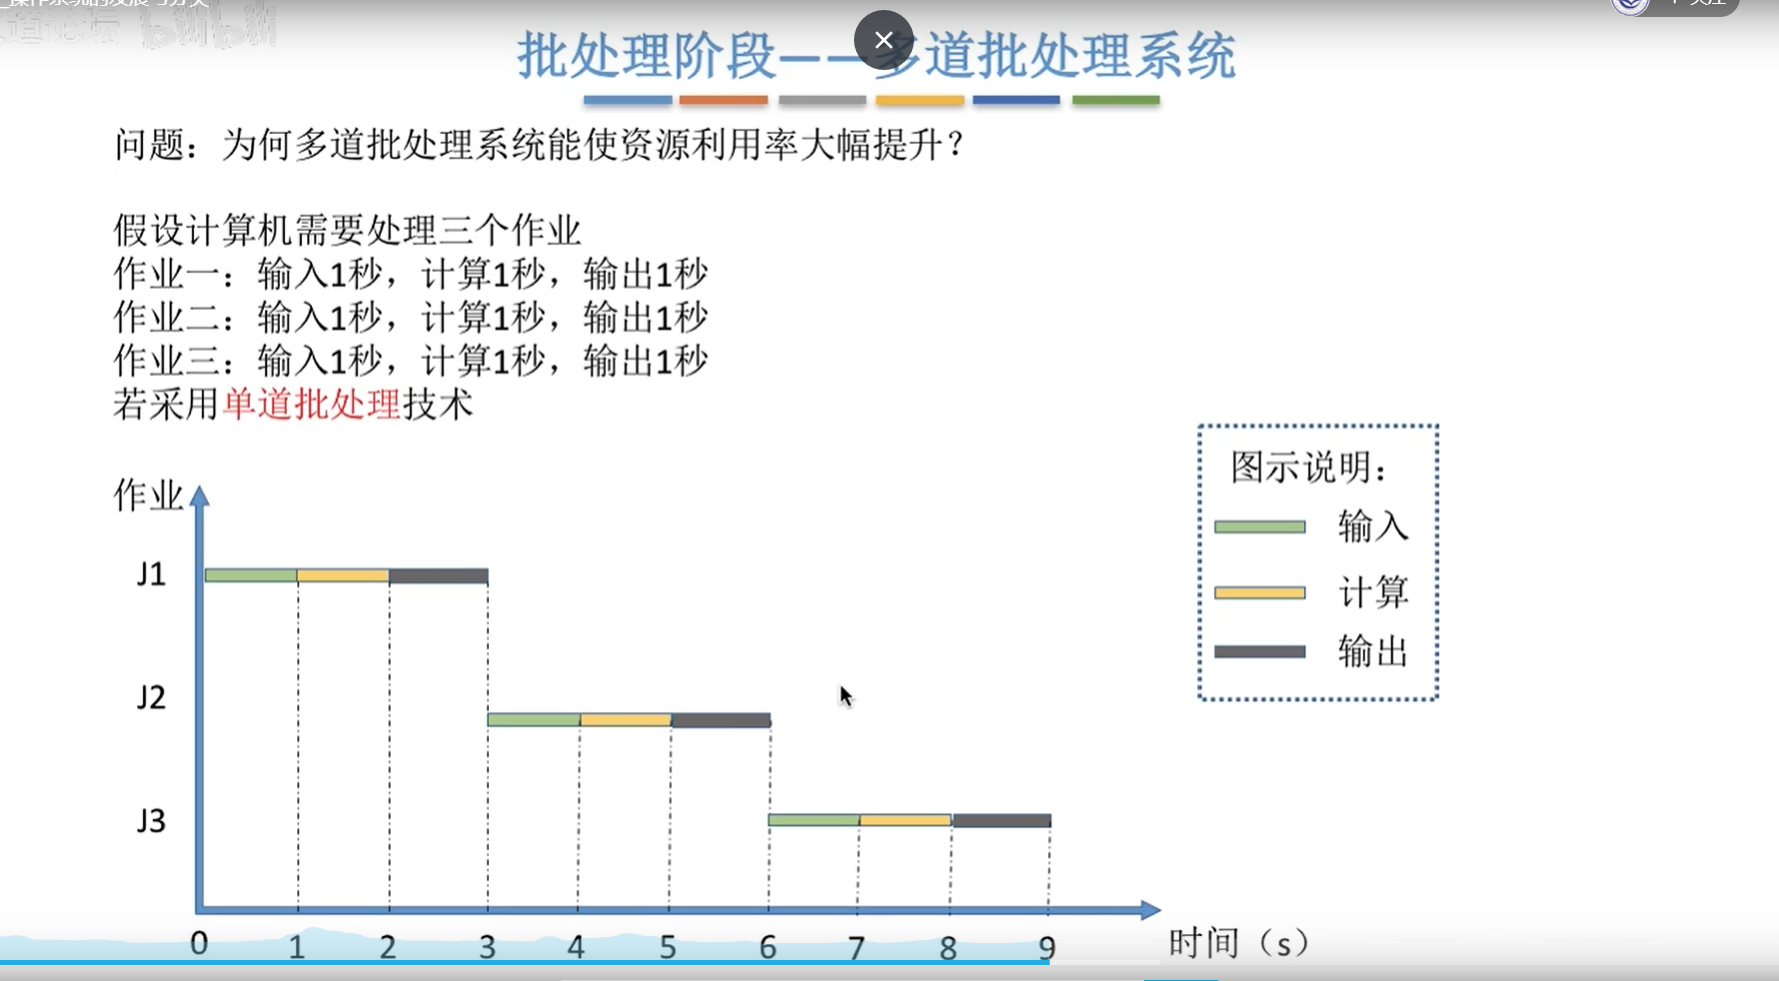 批处理阶段——多道批处理系统
问题：为何多道批处理系统能使资源利用率大幅提升？
假设计算机需要处理三个作业
作业一：输入1秒，计算1秒，输出1秒
作业二：输入1秒，计算1秒，输出1秒
作业三：输入1秒，计算1秒，输出1秒
若采用单道批处理技术
图示说明：
输入
计算
输出
作业
J1
J2
J3
0 1 2 3 4 5 6 7 8 9 时间（s）